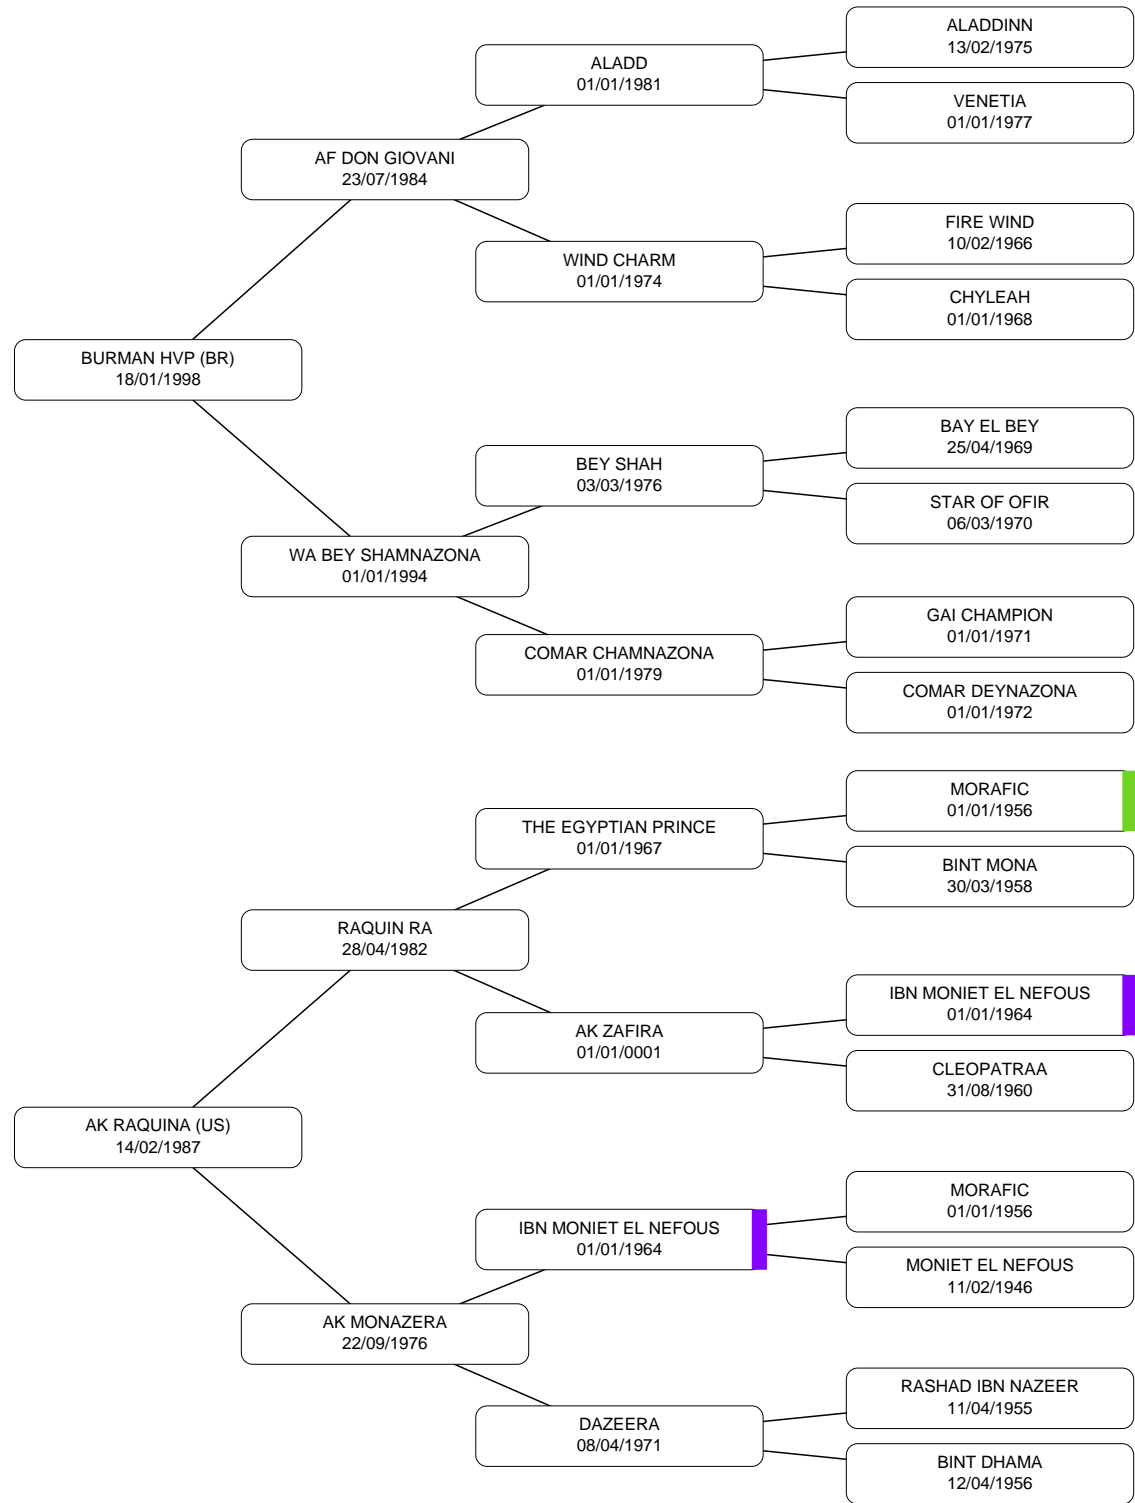 ALADDINN
13/02/1975
ALADD
01/01/1981
VENETIA
01/01/1977
AF DON GIOVANI
23/07/1984
FIRE WIND
10/02/1966
WIND CHARM
01/01/1974
CHYLEAH
01/01/1968
BURMAN HVP (BR)
18/01/1998
BAY EL BEY
25/04/1969
BEY SHAH
03/03/1976
STAR OF OFIR
06/03/1970
WA BEY SHAMNAZONA
01/01/1994
GAI CHAMPION
01/01/1971
COMAR CHAMNAZONA
01/01/1979
COMAR DEYNAZONA
01/01/1972
MORAFIC
01/01/1956
THE EGYPTIAN PRINCE
01/01/1967
BINT MONA
30/03/1958
RAQUIN RA
28/04/1982
IBN MONIET EL NEFOUS
01/01/1964
AK ZAFIRA
01/01/0001
CLEOPATRAA
31/08/1960
AK RAQUINA (US)
14/02/1987
MORAFIC
01/01/1956
IBN MONIET EL NEFOUS
01/01/1964
MONIET EL NEFOUS
11/02/1946
AK MONAZERA
22/09/1976
RASHAD IBN NAZEER
11/04/1955
DAZEERA
08/04/1971
BINT DHAMA
12/04/1956